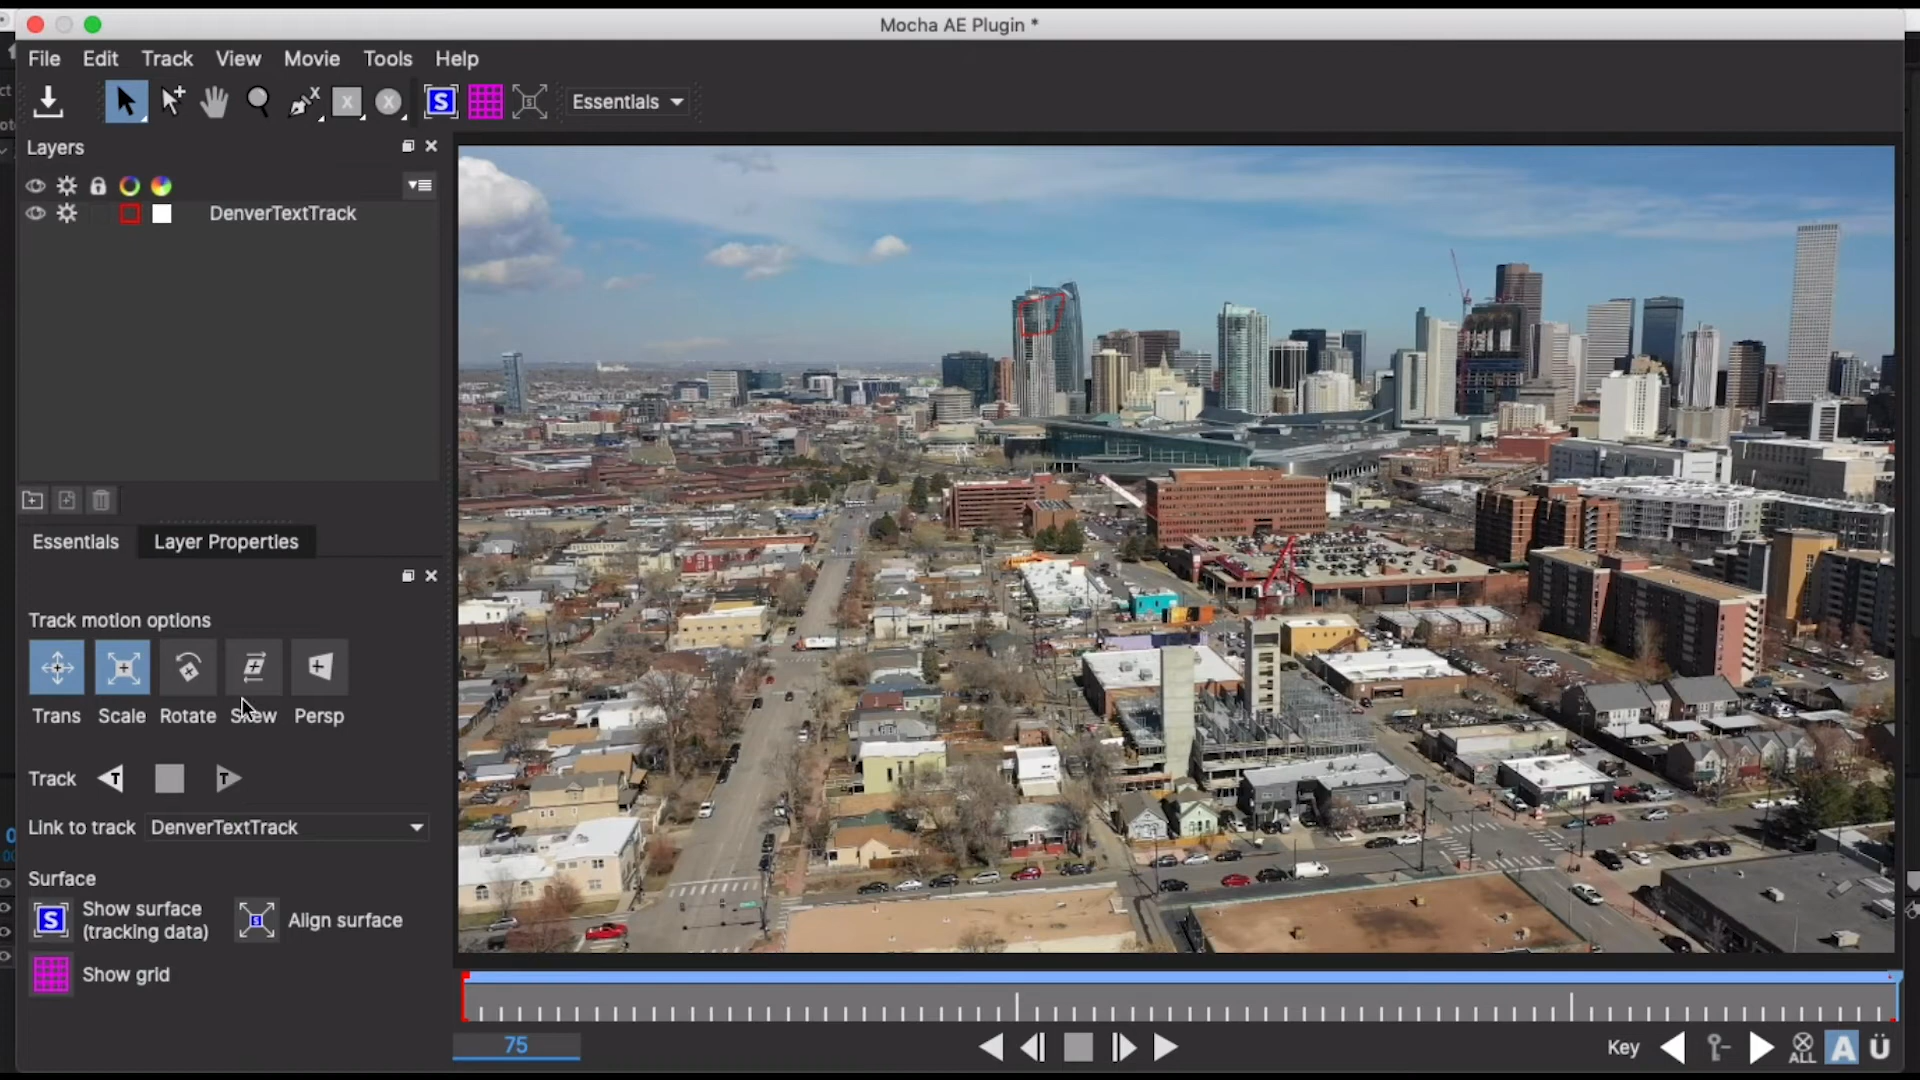 Mocha AE Plugin *
File Edit Track View Movie Tools Help
S Essentials
Layers
DenverTextTrack
Essentials Layer Properties
Track motion options
Trans Scale Rotate Skew Persp
Track T T
Link to track DenverTextTrack
Surface
S Show surface
(tracking data)
S Align surface
Show grid
75
Key ALL A Ü